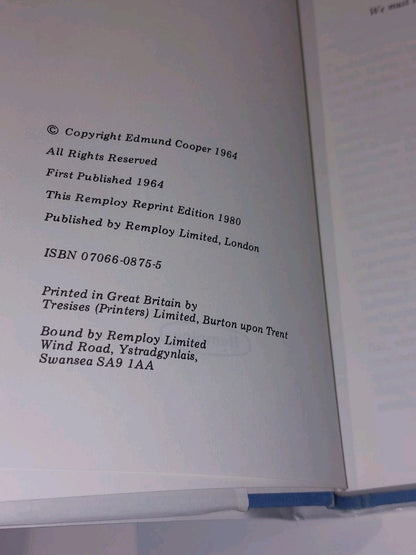 We must
© Copyright Edmund Cooper 1964
All Rights Reserved
First Published 1964
This Remploy Reprint Edition 1980
Published by Remploy Limited, London
ISBN 07066-0875-5
Printed in Great Britain by
Tresises (Printers) Limited, Burton upon Trent
Bound by Remploy Limited
Wind Road, Ystradgynlais,
Swansea SA9 1AA